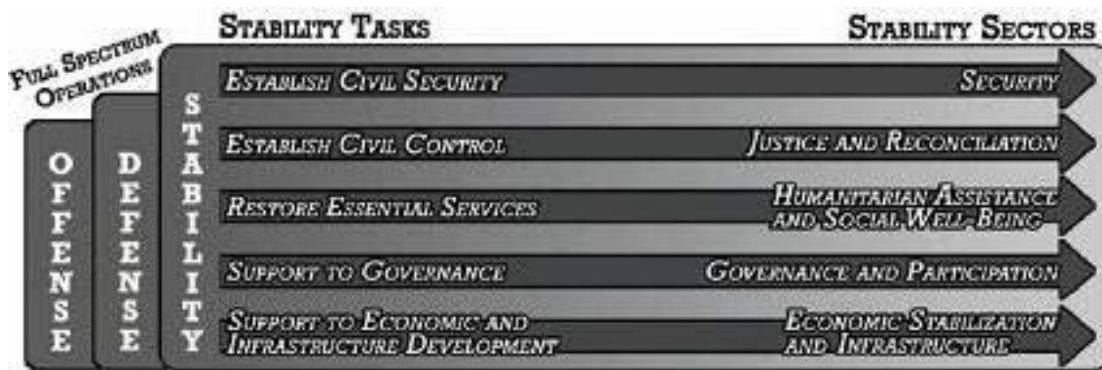 STABILITY TASKS
STABILITY SECTORS
FULL SPECTRUM
OPERATIONS
OFFENSE
DEFENSE
STABILITY
ESTABLISH CIVIL SECURITY
SECURITY
ESTABLISH CIVIL CONTROL
JUSTICE AND RECONCILIATION
RESTORE ESSENTIAL SERVICES
HUMANITARIAN ASSISTANCE
AND SOCIAL WELL-BEING
SUPPORT TO GOVERNANCE
GOVERNANCE AND PARTICIPATION
SUPPORT TO ECONOMIC AND
INFRASTRUCTURE DEVELOPMENT
ECONOMIC STABILIZATION
AND INFRASTRUCTURE